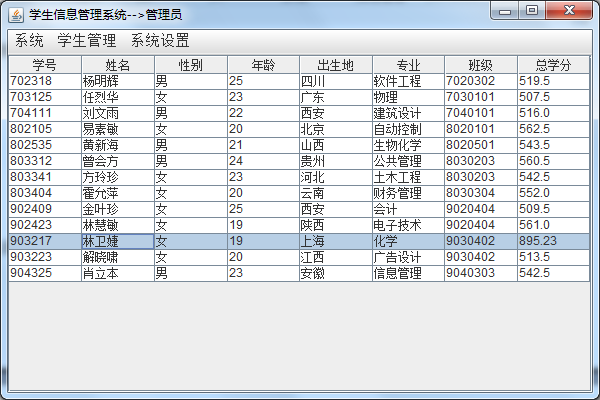 学生信息管理系统-->管理员
系统 学生管理 系统设置
学号 姓名 性别 年龄 出生地 专业 班级 总学分
702318 杨明辉 男 25 四川 软件工程 7020302 519.5
703125 任烈华 女 23 广东 物理 7030101 507.5
704111 刘文雨 男 22 西安 建筑设计 7040101 516.0
802105 易素敏 女 20 北京 自动控制 8020101 562.5
802535 黄新海 男 21 山西 生物化学 8020501 543.5
803312 曾会方 男 24 贵州 公共管理 8030203 560.5
803341 方玲珍 女 23 河北 土木工程 8030203 542.5
803404 霍允萍 女 20 云南 财务管理 8030304 552.0
902409 金叶珍 女 25 西安 会计 9020404 509.5
902423 林慧敏 女 19 陕西 电子技术 9020404 561.0
903217 林卫婕 女 19 上海 化学 9030402 895.23
903223 解晓啸 女 20 江西 广告设计 9030402 513.5
904325 肖立本 男 23 安徽 信息管理 9040303 542.5